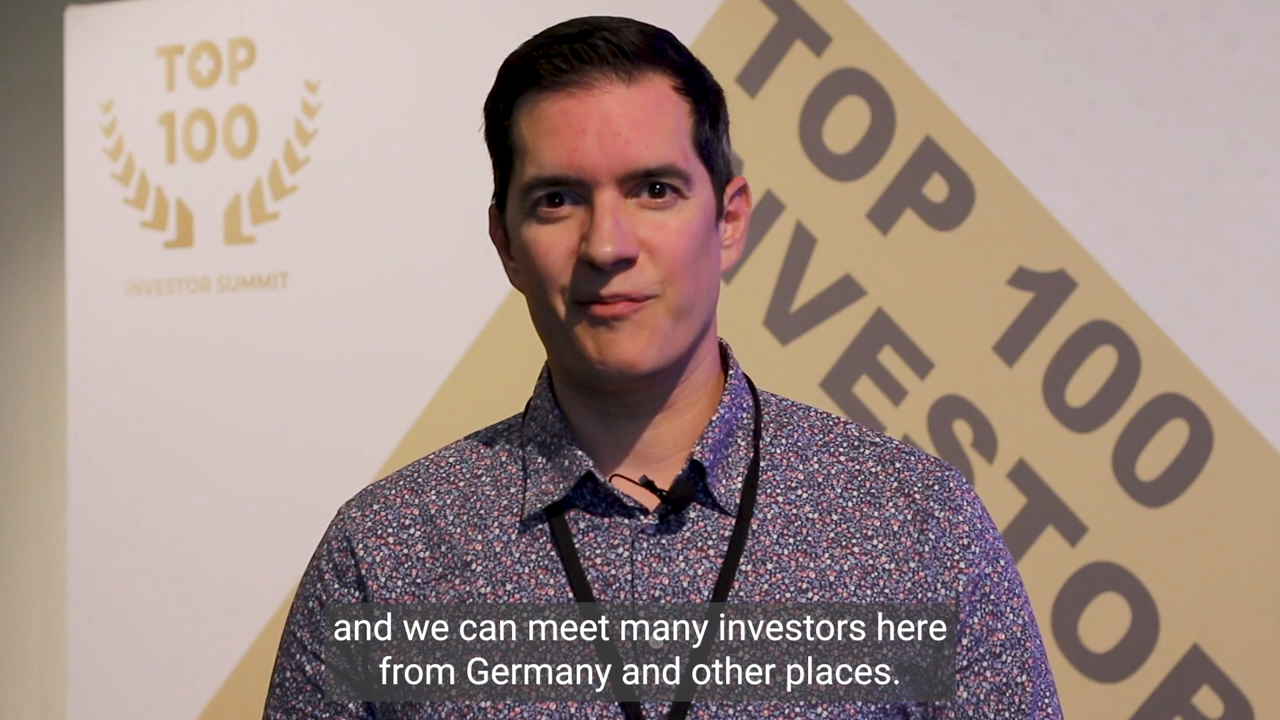 TOP
100
INVESTOR SUMMIT
TOP 100
INVESTOR
and we can meet many investors here
from Germany and other places.